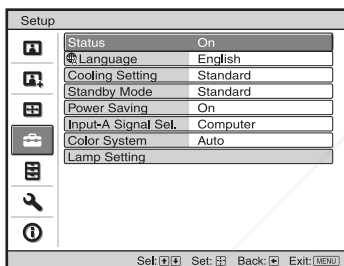 Setup
Status On
Language English
Cooling Setting Standard
Standby Mode Standard
Power Saving On
Input-A Signal Sel. Computer
Color System Auto
Lamp Setting
Sel: Set: Back: Exit: MENU